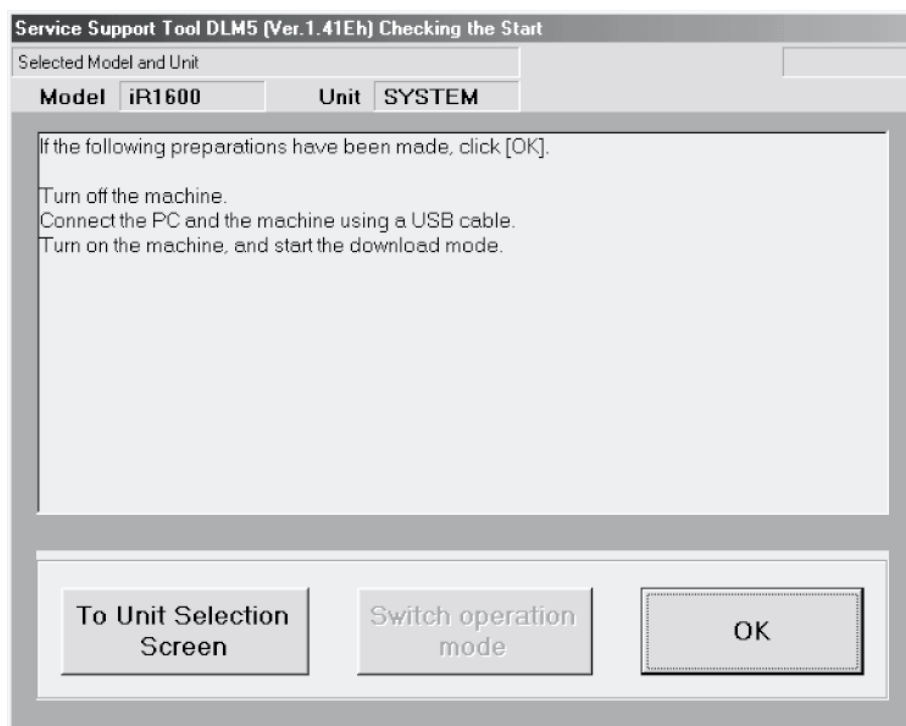 Service Support Tool DLM5 (Ver.1.41Eh) Checking the Start
Selected Model and Unit
Model iR1600 Unit SYSTEM
If the following preparations have been made, click [OK].
Turn off the machine.
Connect the PC and the machine using a USB cable.
Turn on the machine, and start the download mode.
To Unit Selection
Screen
Switch operation
mode
OK